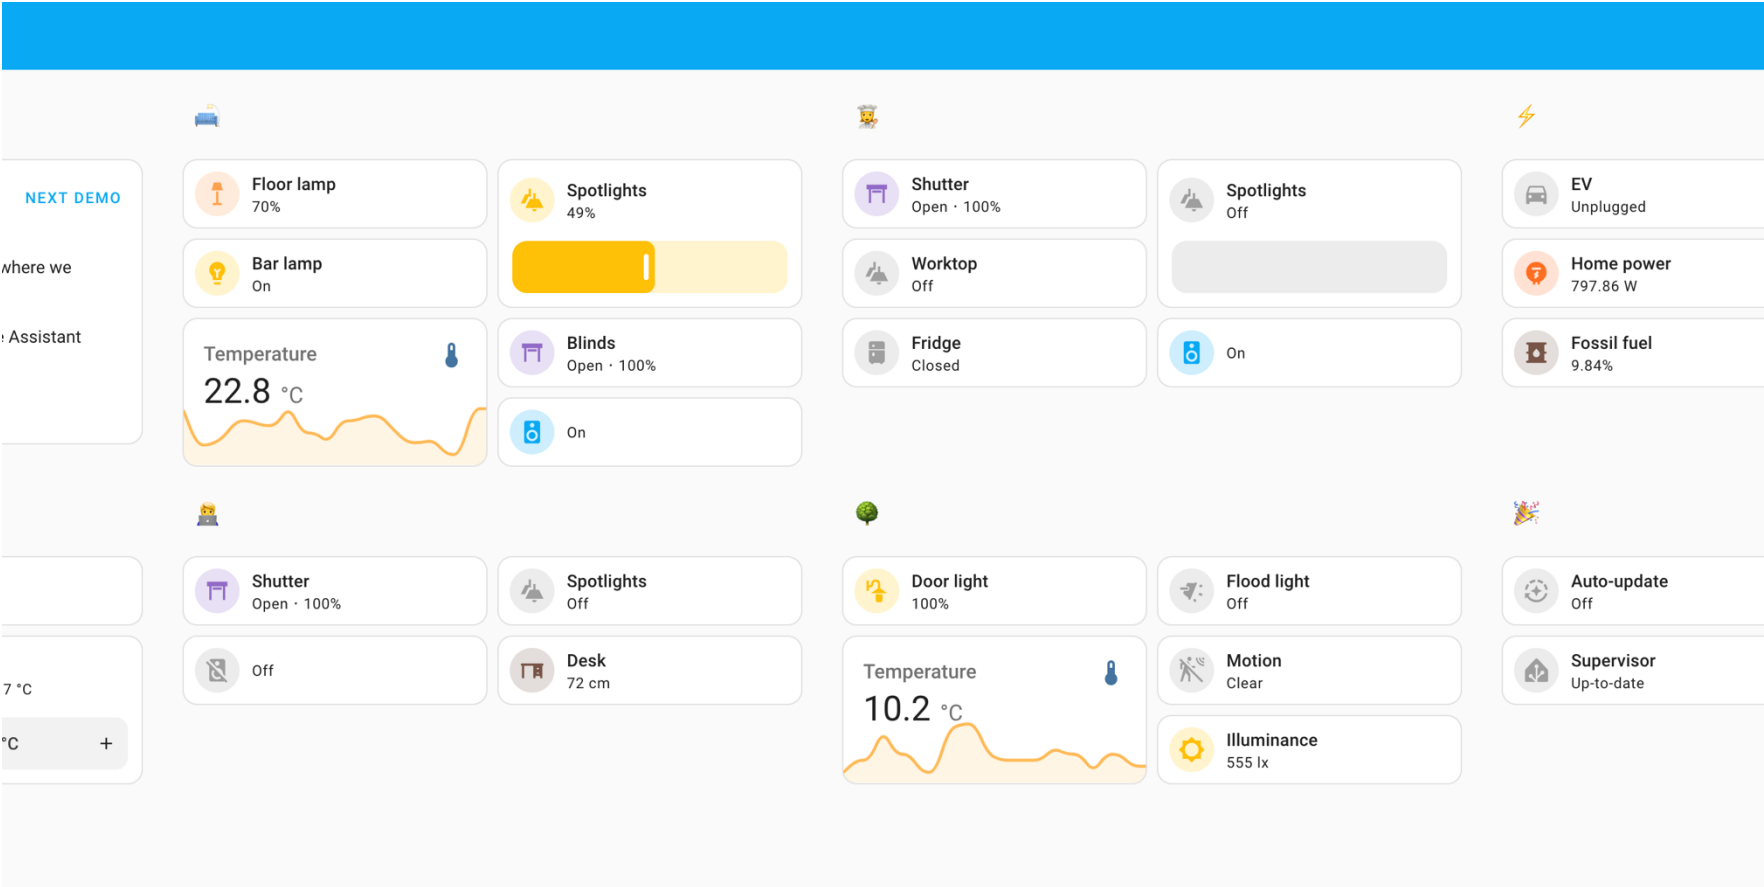 NEXT DEMO
where we
Assistant
7 °C
°C
+
Floor lamp
70%
Spotlights
49%
Bar lamp
On
Temperature
22.8 °C
Blinds
Open · 100%
On
Shutter
Open · 100%
Spotlights
Off
Worktop
Off
Fridge
Closed
On
EV
Unplugged
Home power
797.86 W
Fossil fuel
9.84%
Shutter
Open · 100%
Spotlights
Off
Off
Desk
72 cm
Door light
100%
Flood light
Off
Temperature
10.2 °C
Motion
Clear
Illuminance
555 lx
Auto-update
Off
Supervisor
Up-to-date